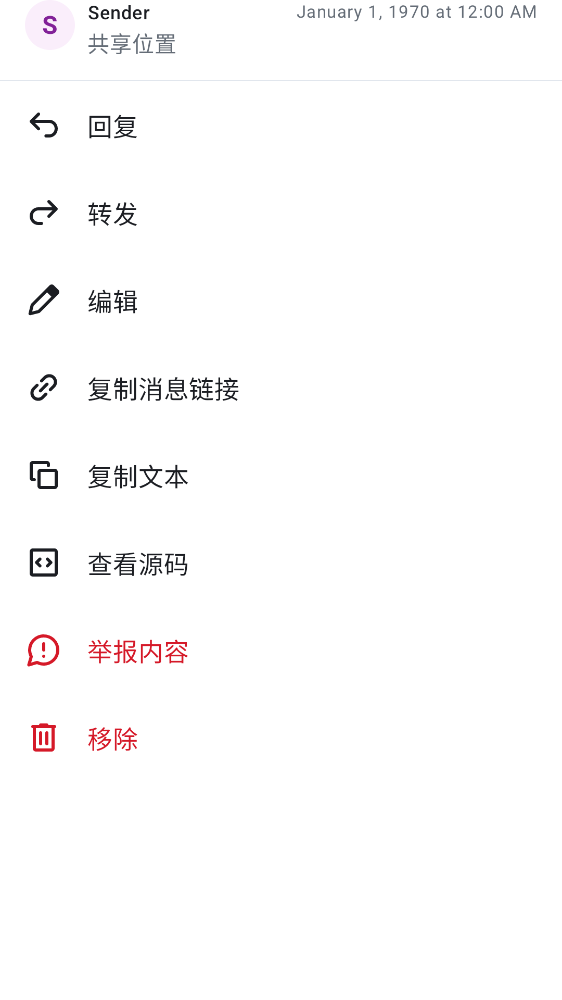 S
Sender
January 1, 1970 at 12:00 AM
共享位置
回复
转发
编辑
复制消息链接
复制文本
查看源码
举报内容
移除